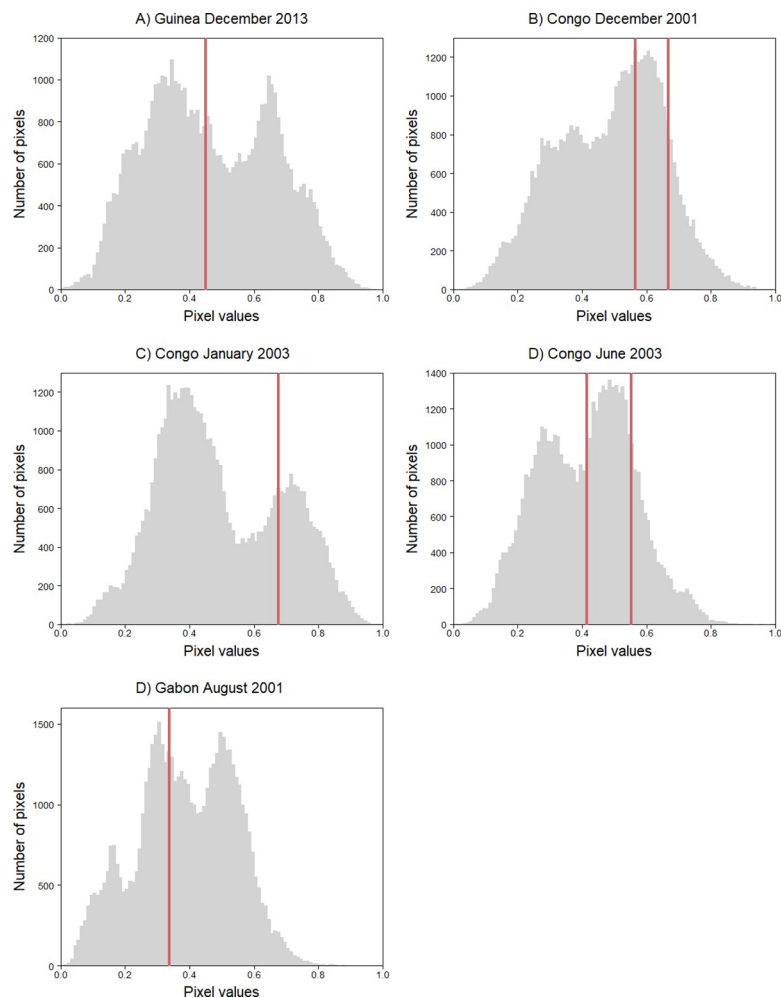 A) Guinea December 2013
B) Congo December 2001
1200
1000
800
600
400
200
0
Number of pixels
0.0 0.2 0.4 0.6 0.8 1.0
Pixel values
1200
1000
800
600
400
200
0
Number of pixels
0.0 0.2 0.4 0.6 0.8 1.0
Pixel values
C) Congo January 2003
D) Congo June 2003
1200
1000
800
600
400
200
0
Number of pixels
0.0 0.2 0.4 0.6 0.8 1.0
Pixel values
1400
1200
1000
800
600
400
200
0
Number of pixels
0.0 0.2 0.4 0.6 0.8 1.0
Pixel values
D) Gabon August 2001
1500
1000
500
0
Number of pixels
0.0 0.2 0.4 0.6 0.8 1.0
Pixel values